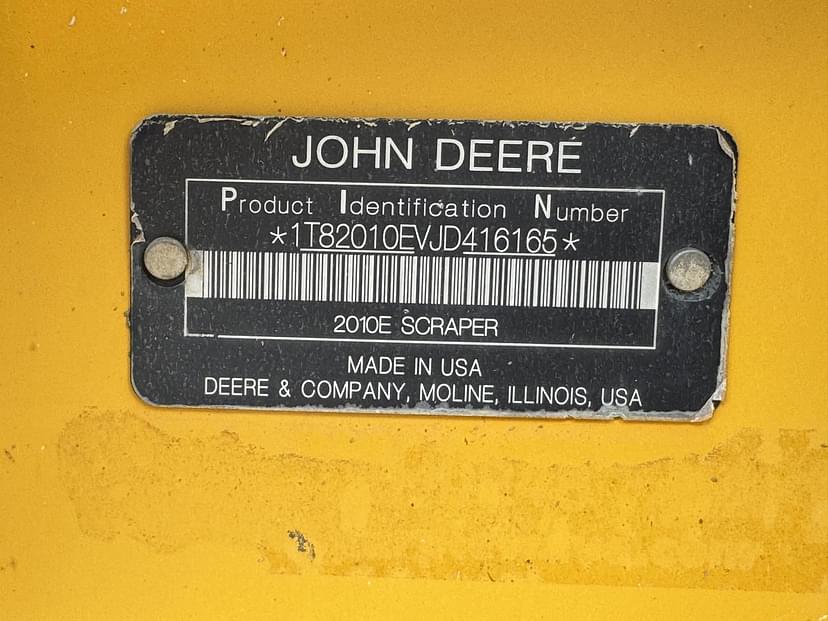 JOHN DEERE
Product Identification Number
*1T82010EVJD416165*
2010E SCRAPER
MADE IN USA
DEERE & COMPANY, MOLINE, ILLINOIS, USA